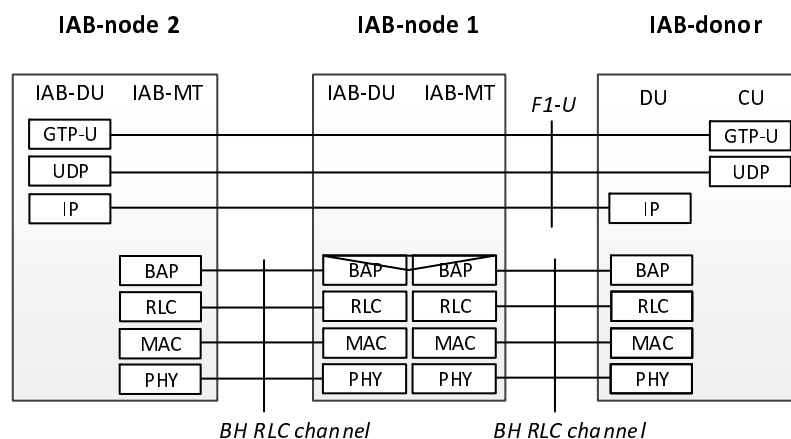 IAB-node 2 IAB-node 1 IAB-donor
IAB-DU IAB-MT IAB-DU IAB-MT F1-U DU CU
GTP-U GTP-U
UDP UDP
IP IP
BAP BAP BAP BAP
RLC RLC RLC RLC
MAC MAC MAC MAC
PHY PHY PHY PHY
BH RLC channel BH RLC channel